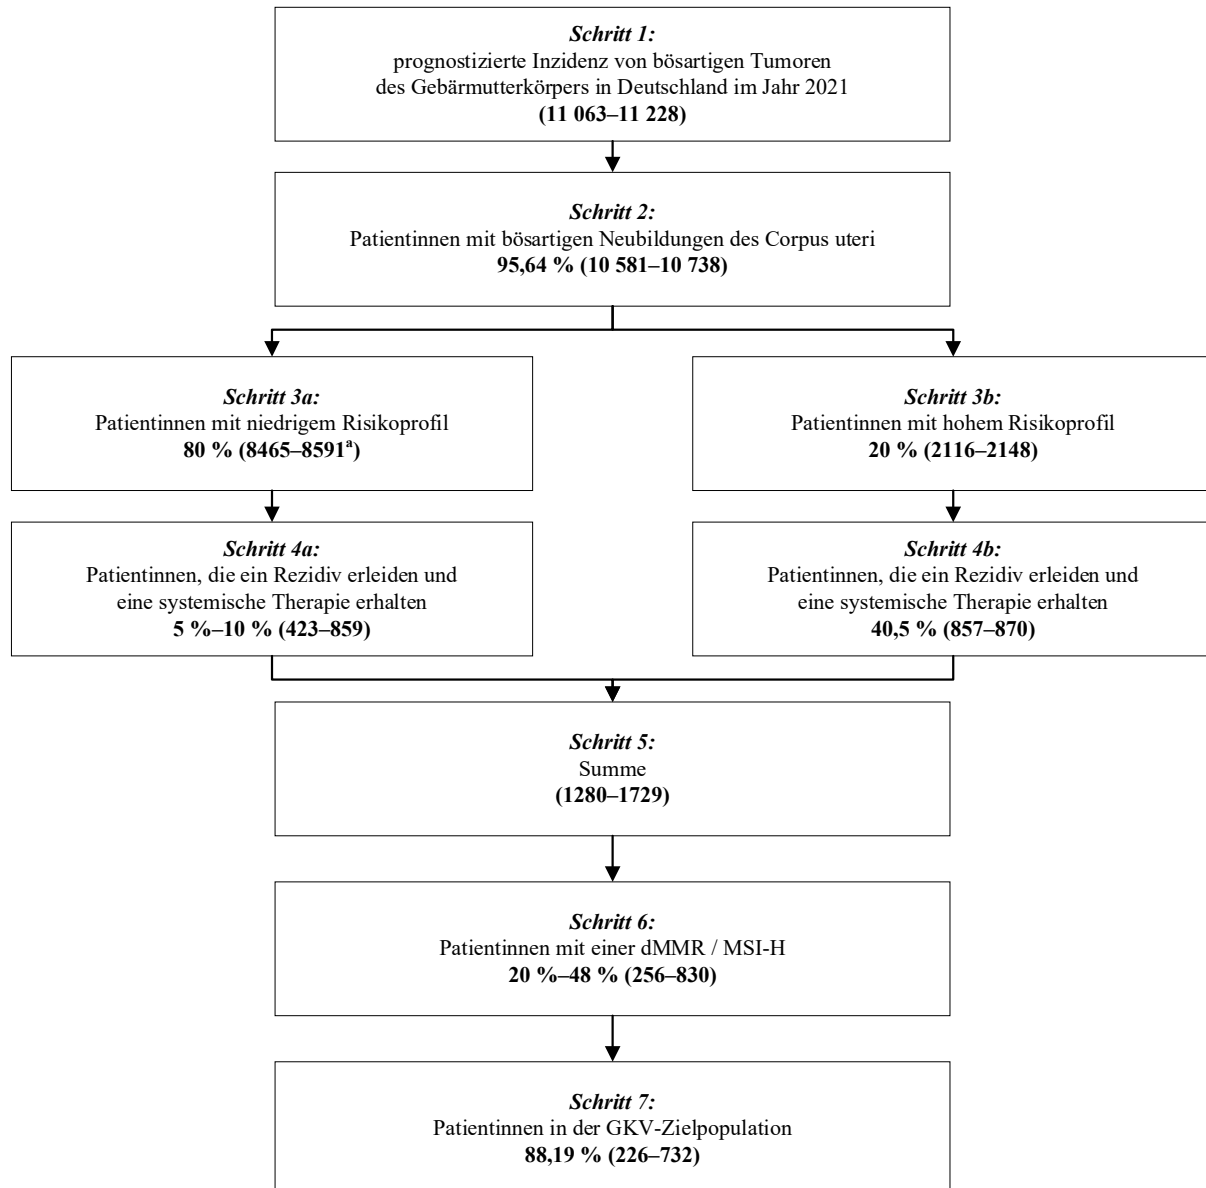 Schritt 1:
prognostizierte Inzidenz von bösartigen Tumoren
des Gebärmutterkörpers in Deutschland im Jahr 2021
(11 063–11 228)
Schritt 2:
Patientinnen mit bösartigen Neubildungen des Corpus uteri
95,64 % (10 581–10 738)
Schritt 3a:
Patientinnen mit niedrigem Risikoprofil
80 % (8465–8591ᵃ)
Schritt 3b:
Patientinnen mit hohem Risikoprofil
20 % (2116–2148)
Schritt 4a:
Patientinnen, die ein Rezidiv erleiden und
eine systemische Therapie erhalten
5 %–10 % (423–859)
Schritt 4b:
Patientinnen, die ein Rezidiv erleiden und
eine systemische Therapie erhalten
40,5 % (857–870)
Schritt 5:
Summe
(1280–1729)
Schritt 6:
Patientinnen mit einer dMMR / MSI-H
20 %–48 % (256–830)
Schritt 7:
Patientinnen in der GKV-Zielpopulation
88,19 % (226–732)